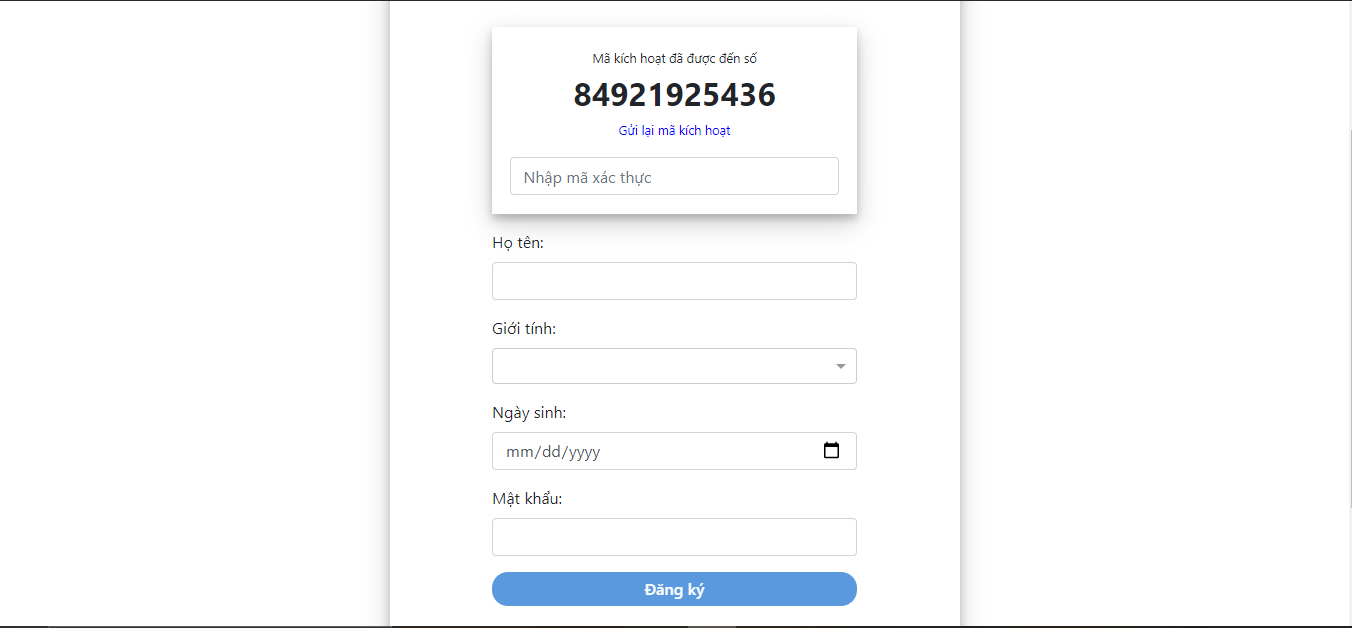 Mã kích hoạt đã được đến số
84921925436
Gửi lại mã kích hoạt
Nhập mã xác thực
Họ tên:
Giới tính:
Ngày sinh:
mm/dd/yyyy
Mật khẩu:
Đăng ký